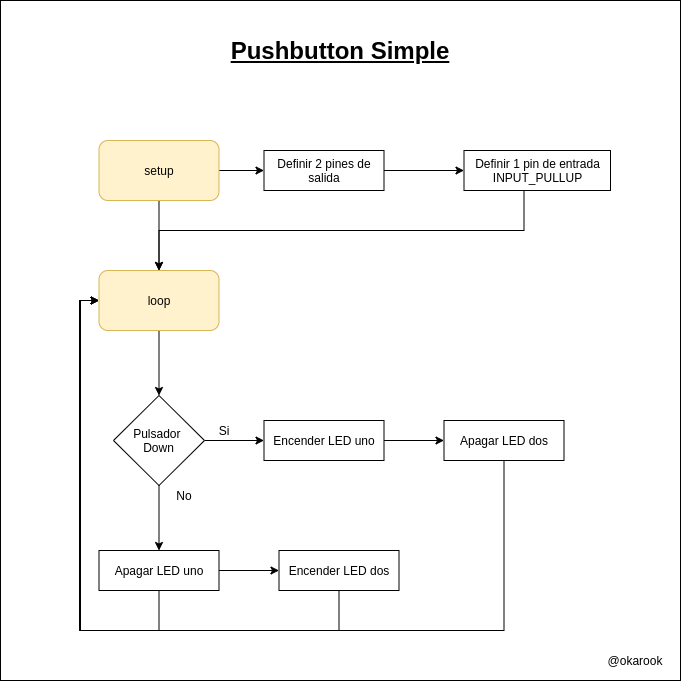 Pushbutton Simple
setup
Definir 2 pines de
salida
Definir 1 pin de entrada
INPUT_PULLUP
loop
Pulsador
Down
Si
Encender LED uno
Apagar LED dos
No
Apagar LED uno
Encender LED dos
@okarook